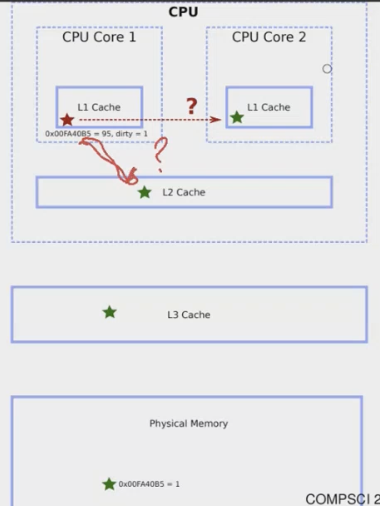 CPU
CPU Core 1
CPU Core 2
L1 Cache
?
L1 Cache
0x00FA40B5 = 95, dirty = 1
?
L2 Cache
L3 Cache
Physical Memory
0x00FA40B5 = 1
COMPSCI 2